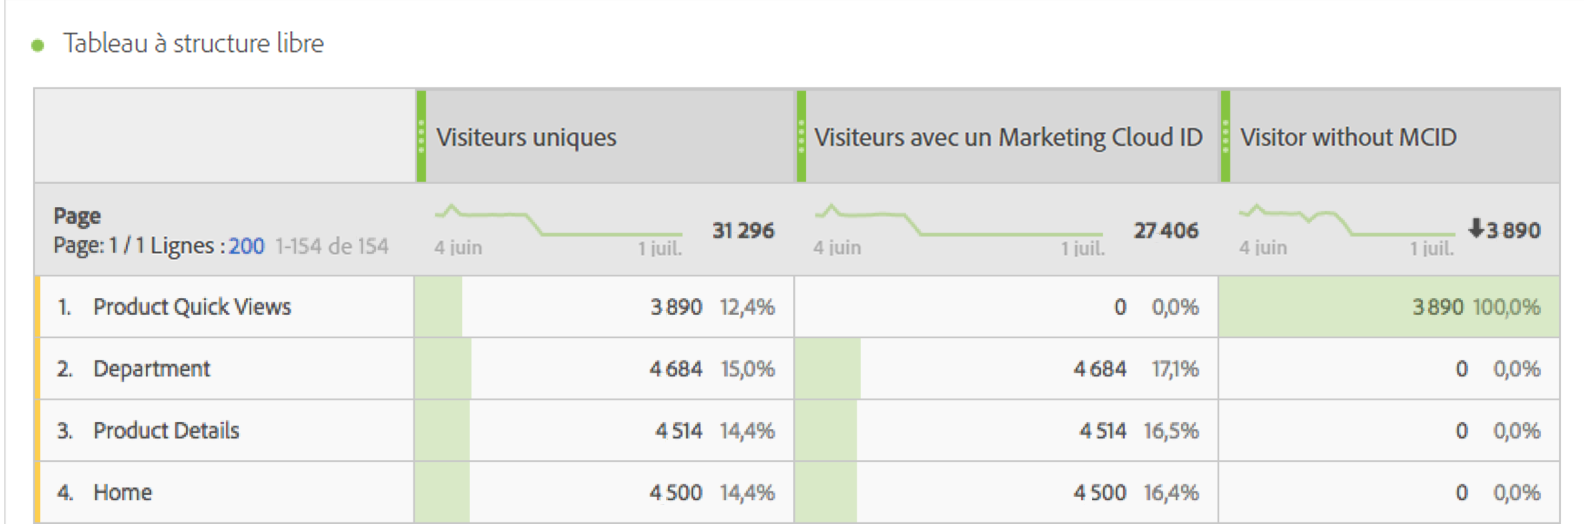 Tableau à structure libre
Visiteurs uniques Visiteurs avec un Marketing Cloud ID Visitor without MCID
Page
Page: 1 / 1 Lignes : 200 1-154 de 154
4 juin 1 juil. 31 296
4 juin 1 juil. 27 406
4 juin 1 juil. 3 890
1. Product Quick Views 3 890 12,4% 0 0,0% 3 890 100,0%
2. Department 4 684 15,0% 4 684 17,1% 0 0,0%
3. Product Details 4 514 14,4% 4 514 16,5% 0 0,0%
4. Home 4 500 14,4% 4 500 16,4% 0 0,0%